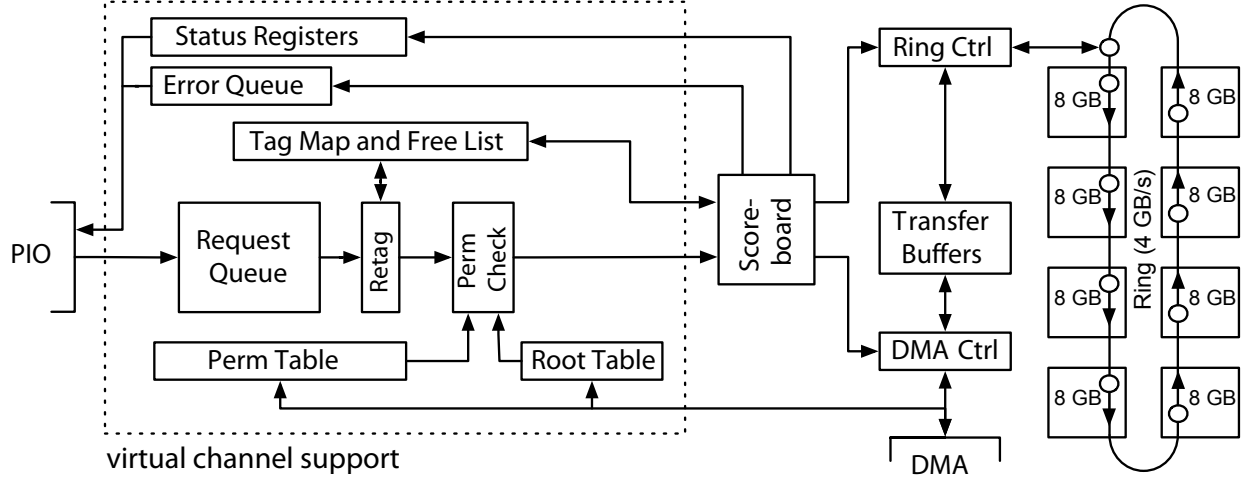 Status Registers
Error Queue
Tag Map and Free List
PIO
Request
Queue
Retag
Perm
Check
Score-
board
Perm Table
Root Table
virtual channel support
Ring Ctrl
Transfer
Buffers
DMA Ctrl
DMA
8 GB
8 GB
8 GB
8 GB
Ring (4 GB/s)
8 GB
8 GB
8 GB
8 GB